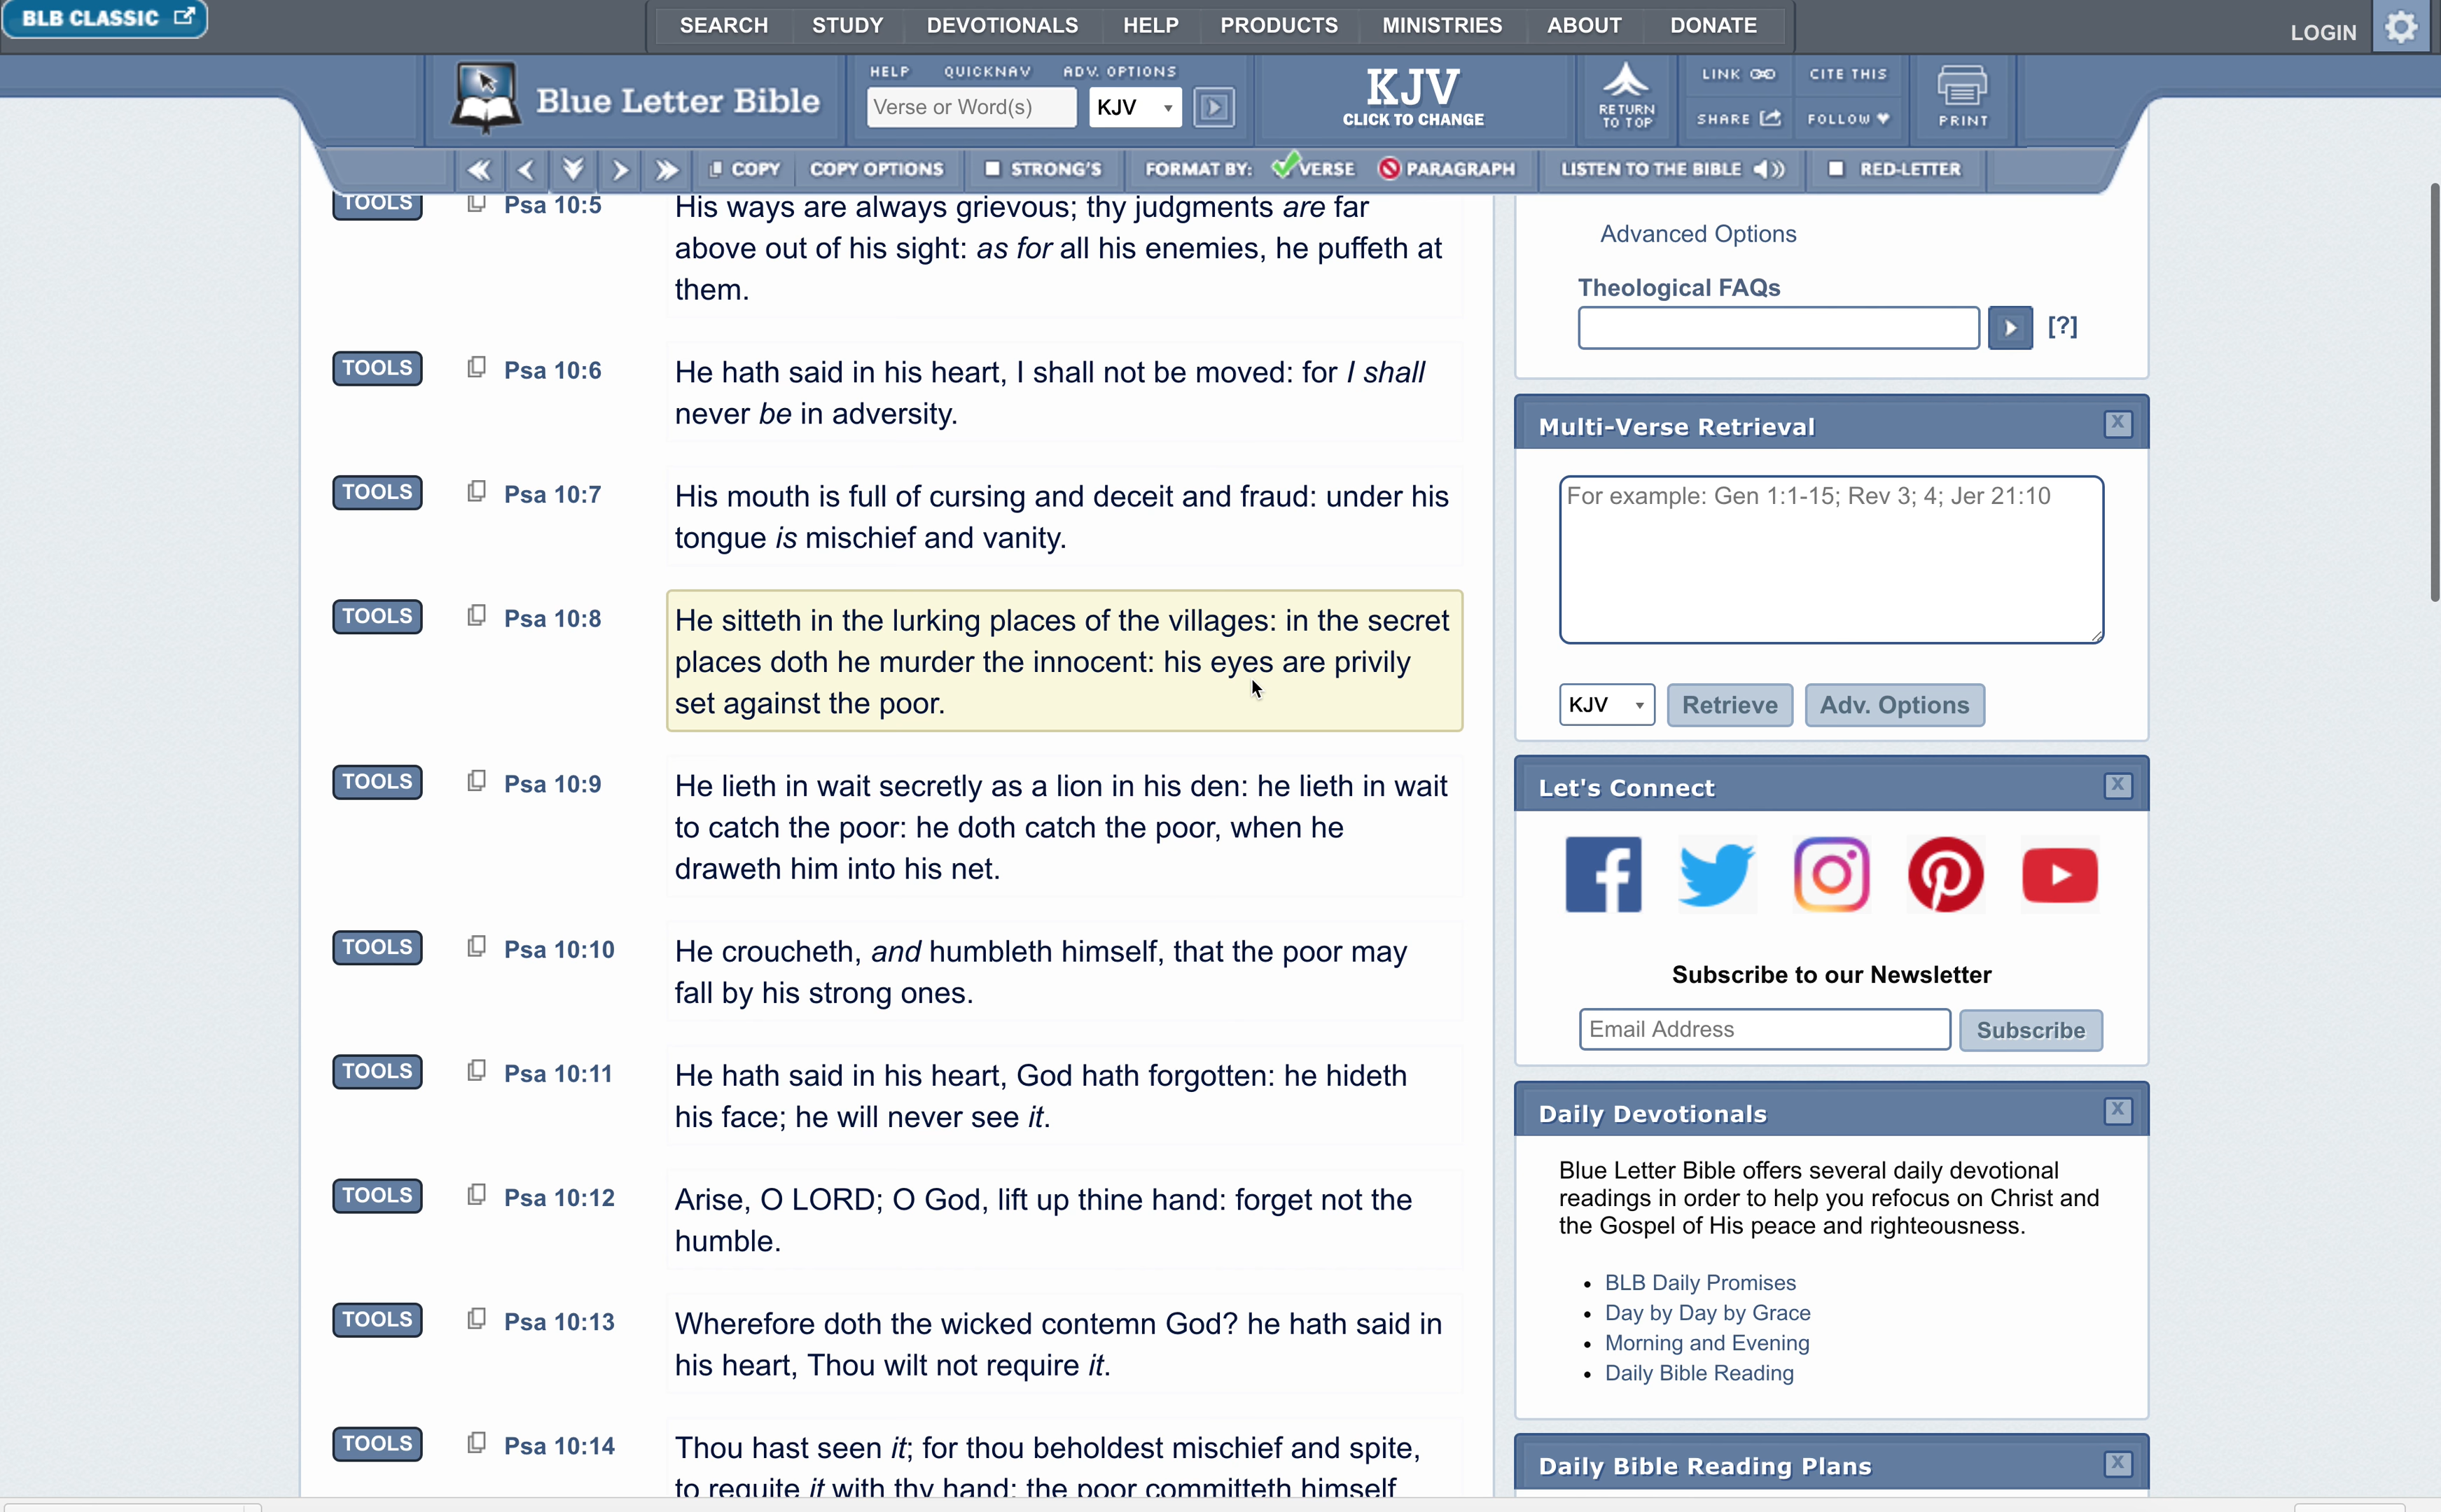 BLB CLASSIC
SEARCH STUDY DEVOTIONALS HELP PRODUCTS MINISTRIES ABOUT DONATE
LOGIN
Blue Letter Bible
HELP QUICKNAV ADV. OPTIONS
Verse or Word(s) KJV
KJV
CLICK TO CHANGE
RETURN
TO TOP
LINK CITE THIS
SHARE FOLLOW
PRINT
COPY COPY OPTIONS STRONG'S FORMAT BY: VERSE PARAGRAPH LISTEN TO THE BIBLE RED-LETTER
TOOLS Psa 10:5 His ways are always grievous; thy judgments are far
above out of his sight: as for all his enemies, he puffeth at
them.
TOOLS Psa 10:6 He hath said in his heart, I shall not be moved: for I shall
never be in adversity.
TOOLS Psa 10:7 His mouth is full of cursing and deceit and fraud: under his
tongue is mischief and vanity.
TOOLS Psa 10:8 He sitteth in the lurking places of the villages: in the secret
places doth he murder the innocent: his eyes are privily
set against the poor.
TOOLS Psa 10:9 He lieth in wait secretly as a lion in his den: he lieth in wait
to catch the poor: he doth catch the poor, when he
draweth him into his net.
TOOLS Psa 10:10 He croucheth, and humbleth himself, that the poor may
fall by his strong ones.
TOOLS Psa 10:11 He hath said in his heart, God hath forgotten: he hideth
his face; he will never see it.
TOOLS Psa 10:12 Arise, O LORD; O God, lift up thine hand: forget not the
humble.
TOOLS Psa 10:13 Wherefore doth the wicked contemn God? he hath said in
his heart, Thou wilt not require it.
TOOLS Psa 10:14 Thou hast seen it; for thou beholdest mischief and spite,
to requite it with thy hand: the poor committeth himself
Advanced Options
Theological FAQs
[?]
Multi-Verse Retrieval X
For example: Gen 1:1-15; Rev 3; 4; Jer 21:10
KJV Retrieve Adv. Options
Let's Connect X
Subscribe to our Newsletter
Email Address Subscribe
Daily Devotionals X
Blue Letter Bible offers several daily devotional
readings in order to help you refocus on Christ and
the Gospel of His peace and righteousness.
• BLB Daily Promises
• Day by Day by Grace
• Morning and Evening
• Daily Bible Reading
Daily Bible Reading Plans X